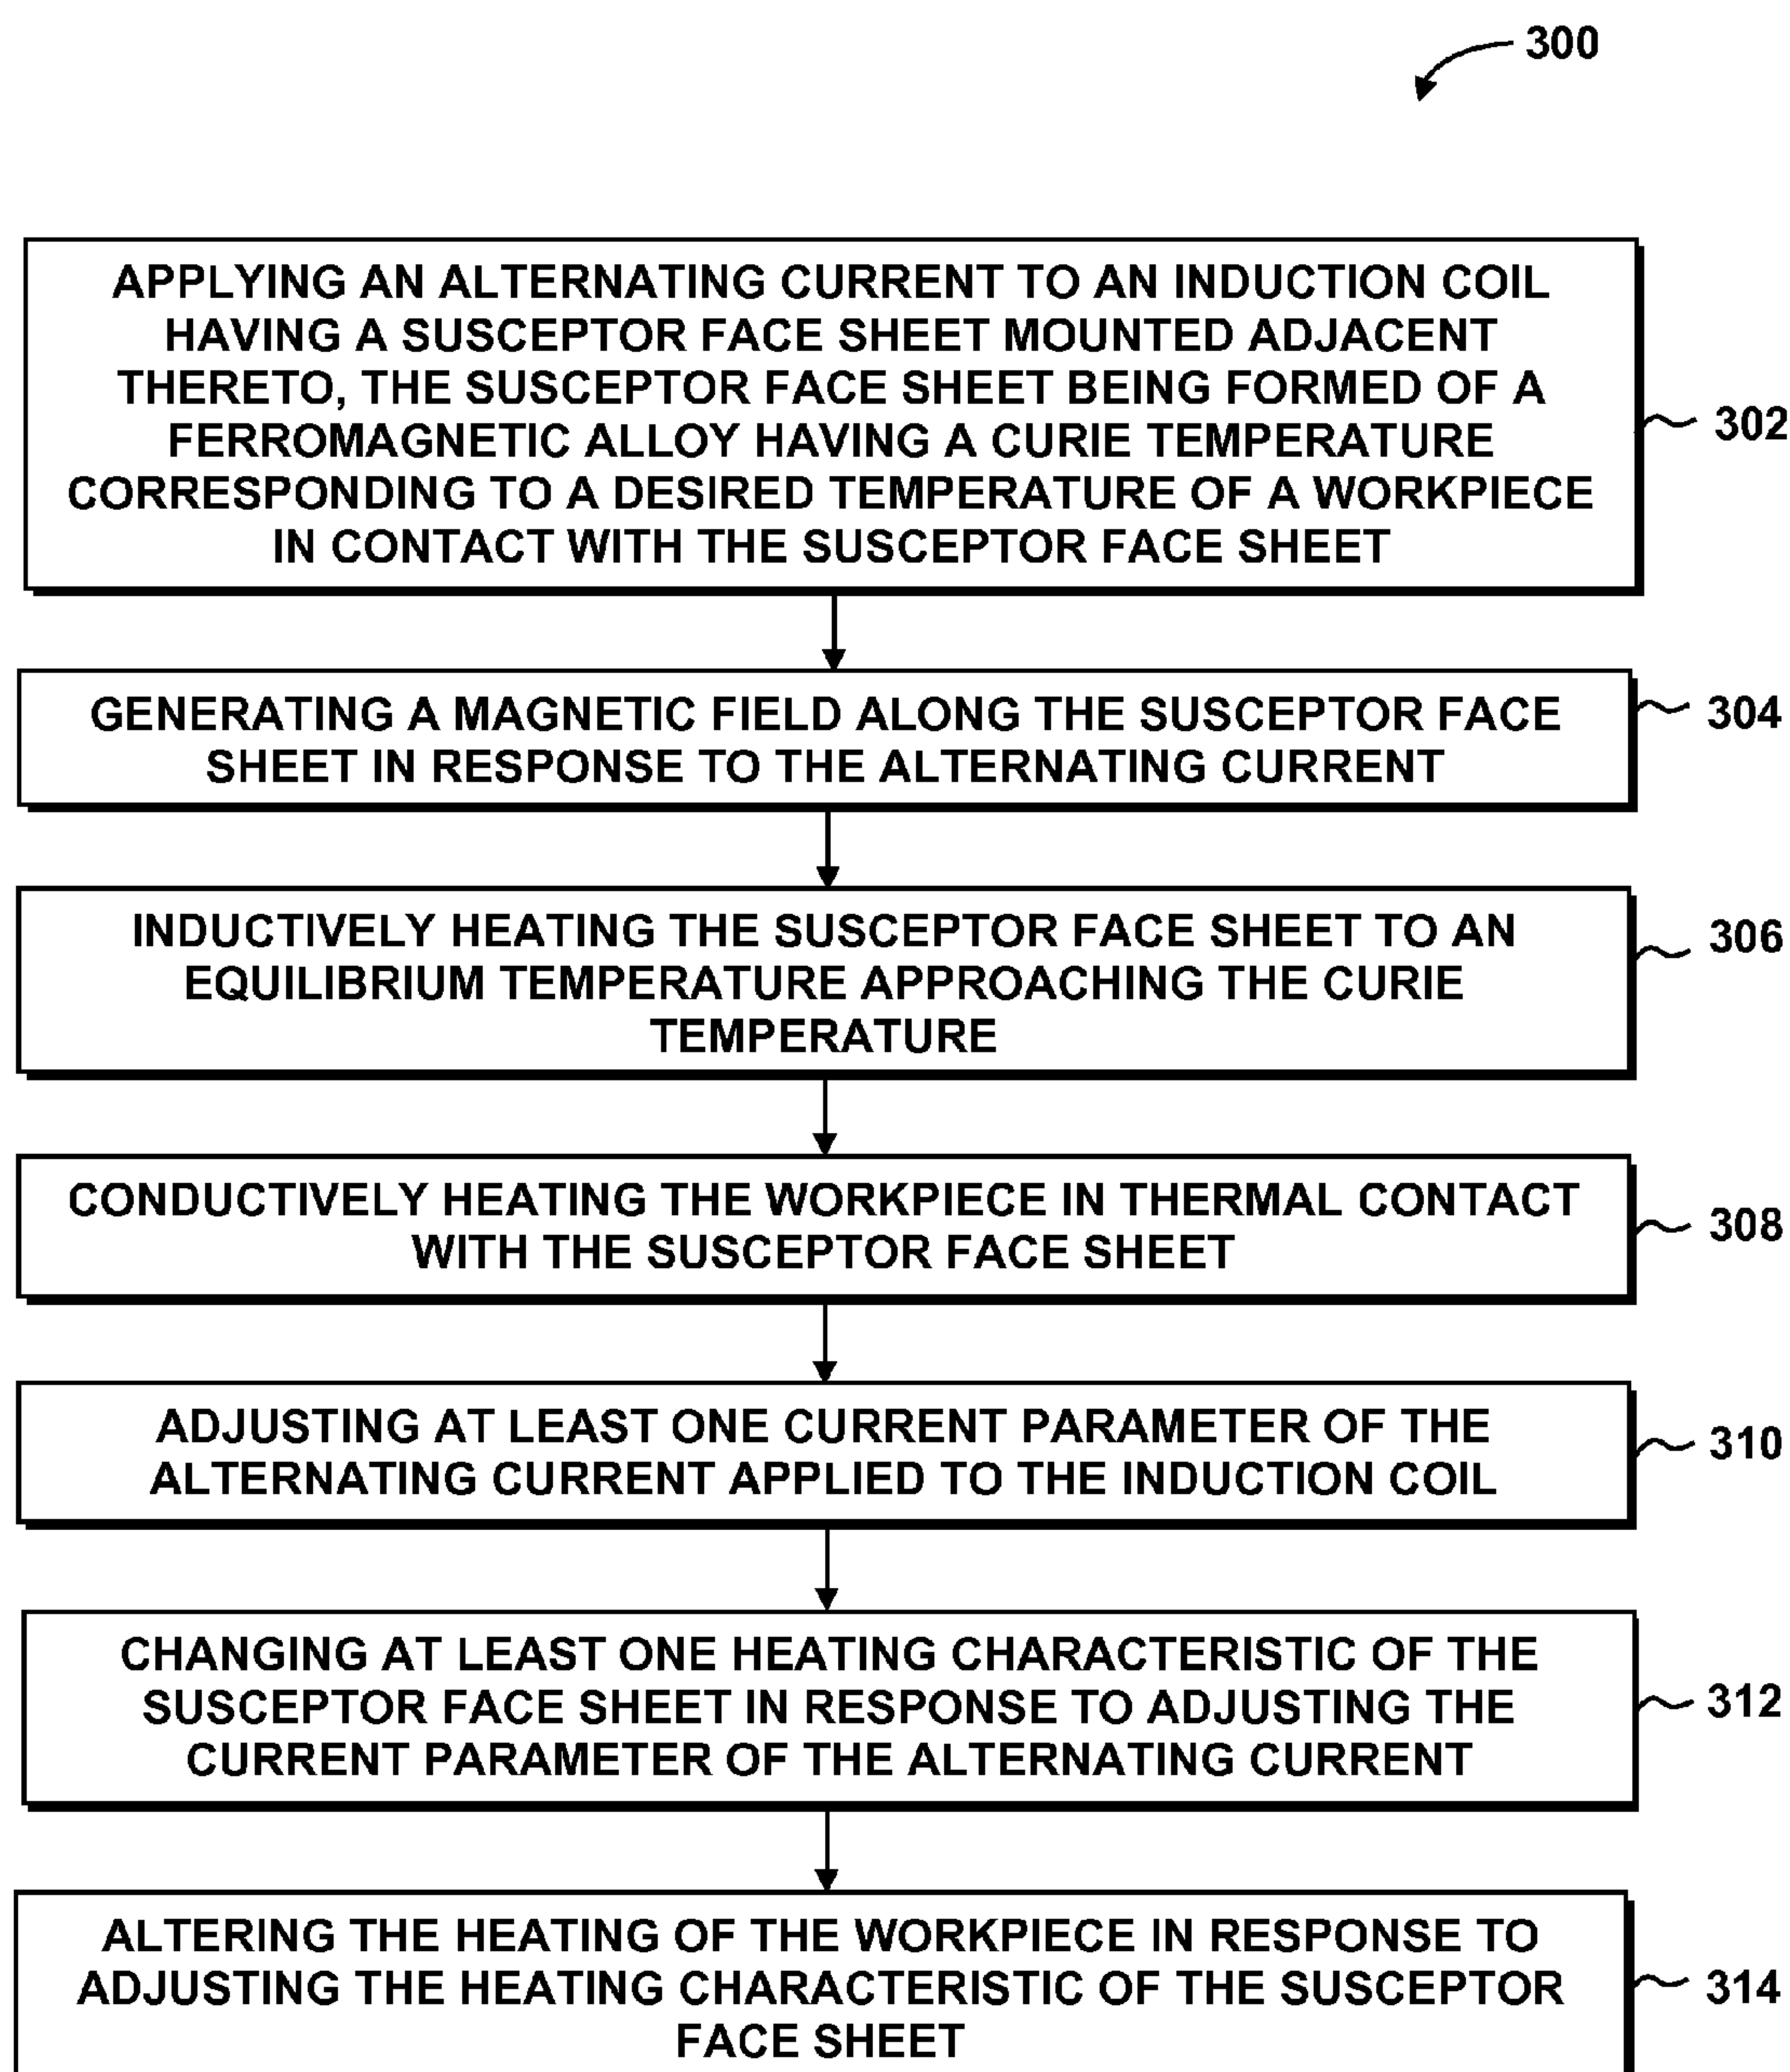 300
APPLYING AN ALTERNATING CURRENT TO AN INDUCTION COIL
HAVING A SUSCEPTOR FACE SHEET MOUNTED ADJACENT
THERETO, THE SUSCEPTOR FACE SHEET BEING FORMED OF A
FERROMAGNETIC ALLOY HAVING A CURIE TEMPERATURE
CORRESPONDING TO A DESIRED TEMPERATURE OF A WORKPIECE
IN CONTACT WITH THE SUSCEPTOR FACE SHEET
302
GENERATING A MAGNETIC FIELD ALONG THE SUSCEPTOR FACE
SHEET IN RESPONSE TO THE ALTERNATING CURRENT
304
INDUCTIVELY HEATING THE SUSCEPTOR FACE SHEET TO AN
EQUILIBRIUM TEMPERATURE APPROACHING THE CURIE
TEMPERATURE
306
CONDUCTIVELY HEATING THE WORKPIECE IN THERMAL CONTACT
WITH THE SUSCEPTOR FACE SHEET
308
ADJUSTING AT LEAST ONE CURRENT PARAMETER OF THE
ALTERNATING CURRENT APPLIED TO THE INDUCTION COIL
310
CHANGING AT LEAST ONE HEATING CHARACTERISTIC OF THE
SUSCEPTOR FACE SHEET IN RESPONSE TO ADJUSTING THE
CURRENT PARAMETER OF THE ALTERNATING CURRENT
312
ALTERING THE HEATING OF THE WORKPIECE IN RESPONSE TO
ADJUSTING THE HEATING CHARACTERISTIC OF THE SUSCEPTOR
FACE SHEET
314